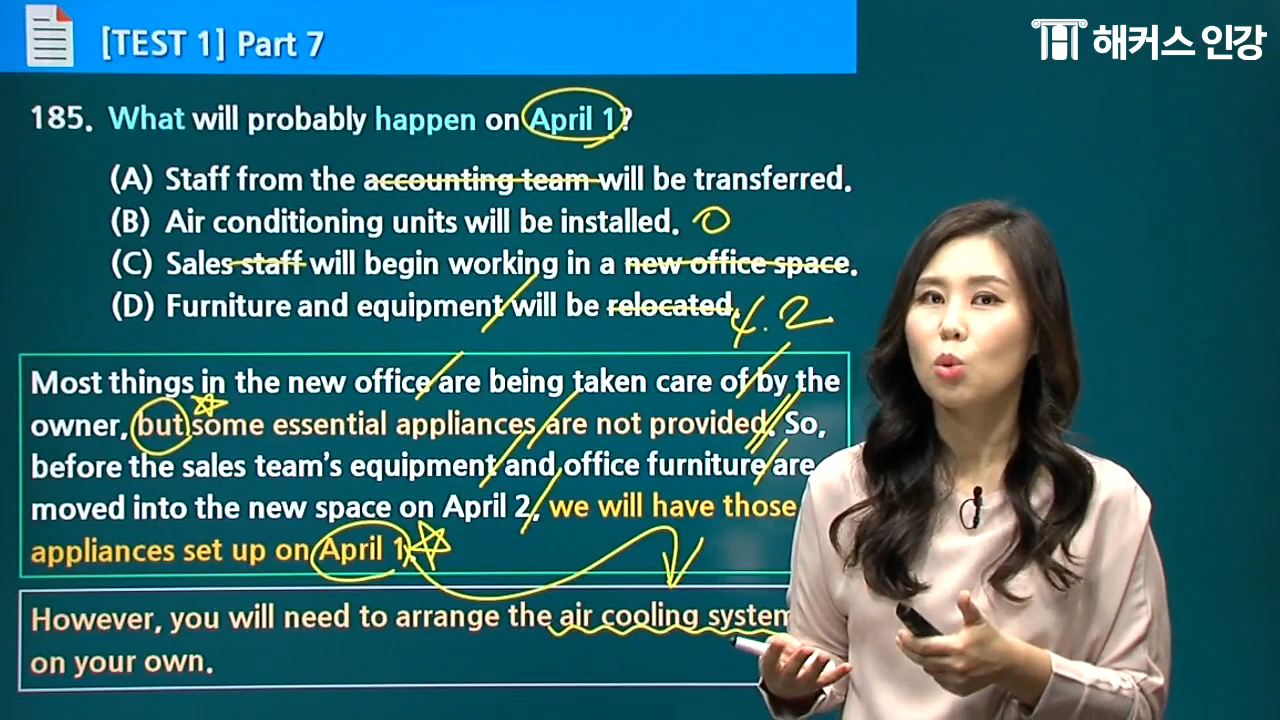 [TEST 1] Part 7
해커스 인강
185. What will probably happen on April 1?
(A) Staff from the accounting team will be transferred.
(B) Air conditioning units will be installed. O
(C) Sales staff will begin working in a new office space.
(D) Furniture and equipment will be relocated.
4.2
Most things in the new office are being taken care of by the
owner, but some essential appliances are not provided. So,
before the sales team's equipment and office furniture are
moved into the new space on April 2, we will have those
appliances set up on April 1.
However, you will need to arrange the air cooling system
on your own.